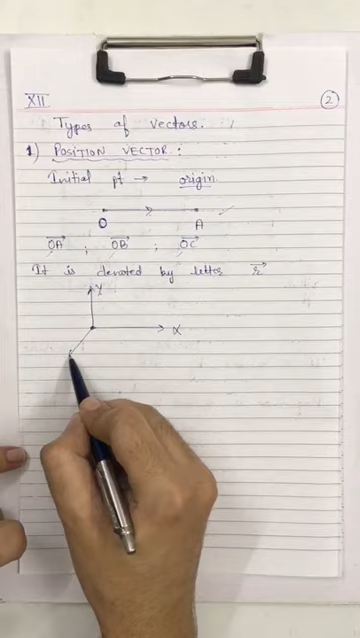 XII
2
Types of vectors.
1) POSITION VECTOR :
Initial pt → origin
O A
OA⃗ ; OB⃗ ; OC⃗
It is denoted by letter r⃗
Y
X